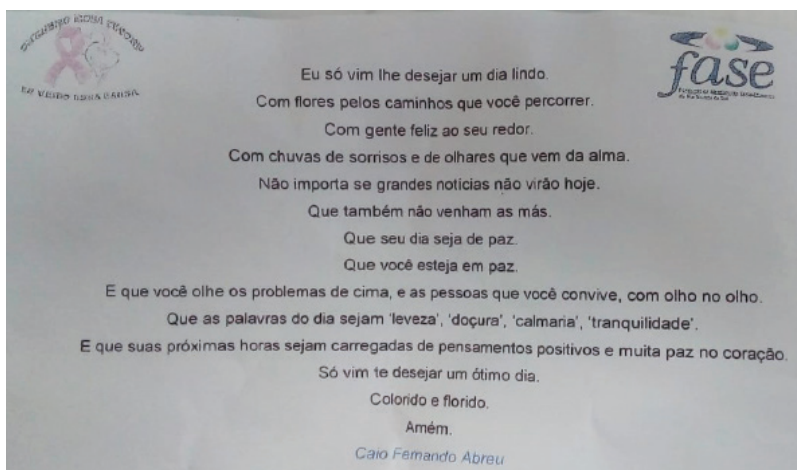 EU VISTO ESSA CAUSA
fase
Eu só vim lhe desejar um dia lindo.
Com flores pelos caminhos que você percorrer.
Com gente feliz ao seu redor.
Com chuvas de sorrisos e de olhares que vem da alma.
Não importa se grandes notícias não virão hoje.
Que também não venham as más.
Que seu dia seja de paz.
Que você esteja em paz.
E que você olhe os problemas de cima, e as pessoas que você convive, com olho no olho.
Que as palavras do dia sejam 'leveza', 'doçura', 'calmaria', 'tranquilidade'.
E que suas próximas horas sejam carregadas de pensamentos positivos e muita paz no coração.
Só vim te desejar um ótimo dia.
Colorido e florido.
Amém.
Caio Fernando Abreu